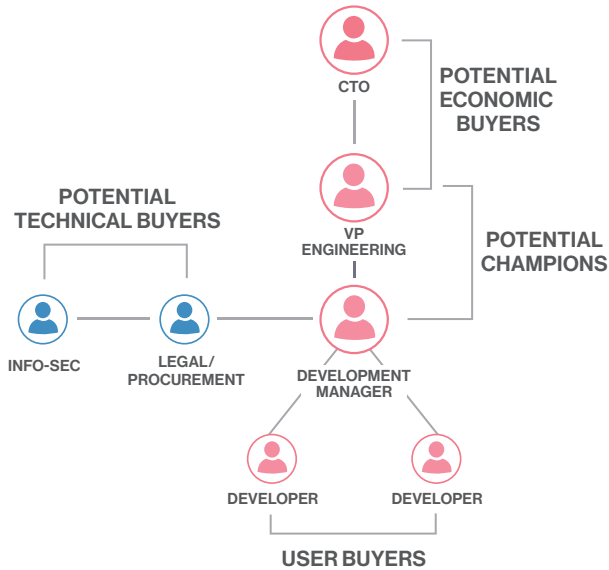 CTO
POTENTIAL
ECONOMIC
BUYERS
POTENTIAL
TECHNICAL BUYERS
VP
ENGINEERING
POTENTIAL
CHAMPIONS
INFO-SEC
LEGAL/
PROCUREMENT
DEVELOPMENT
MANAGER
DEVELOPER
DEVELOPER
USER BUYERS